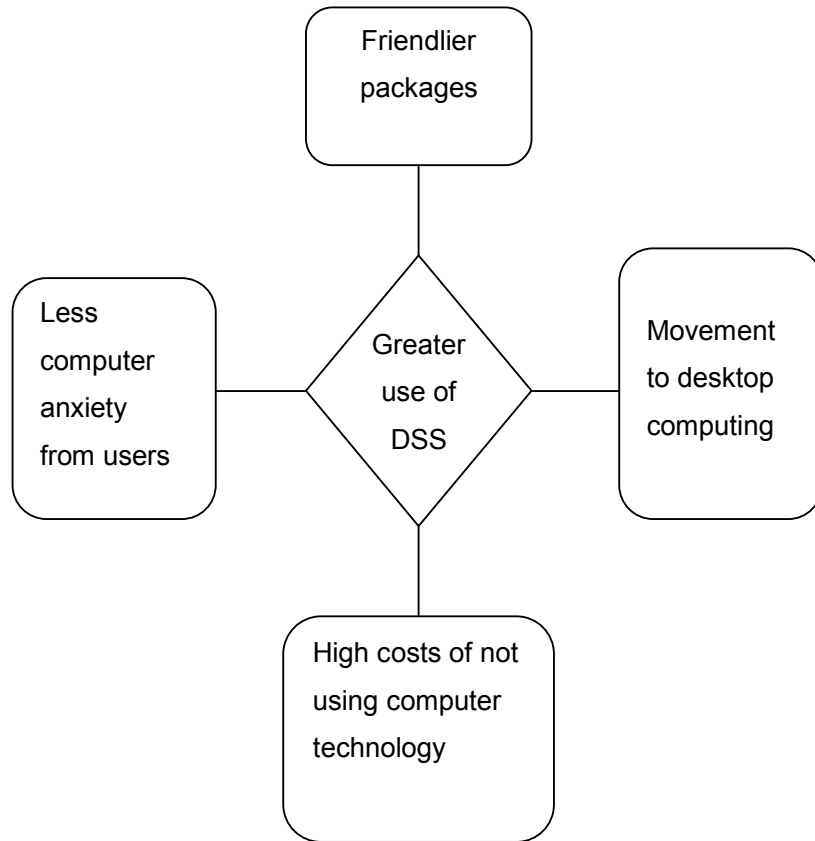 Friendlier
packages
Less
computer
anxiety
from users
Greater
use of
DSS
Movement
to desktop
computing
High costs of not
using computer
technology